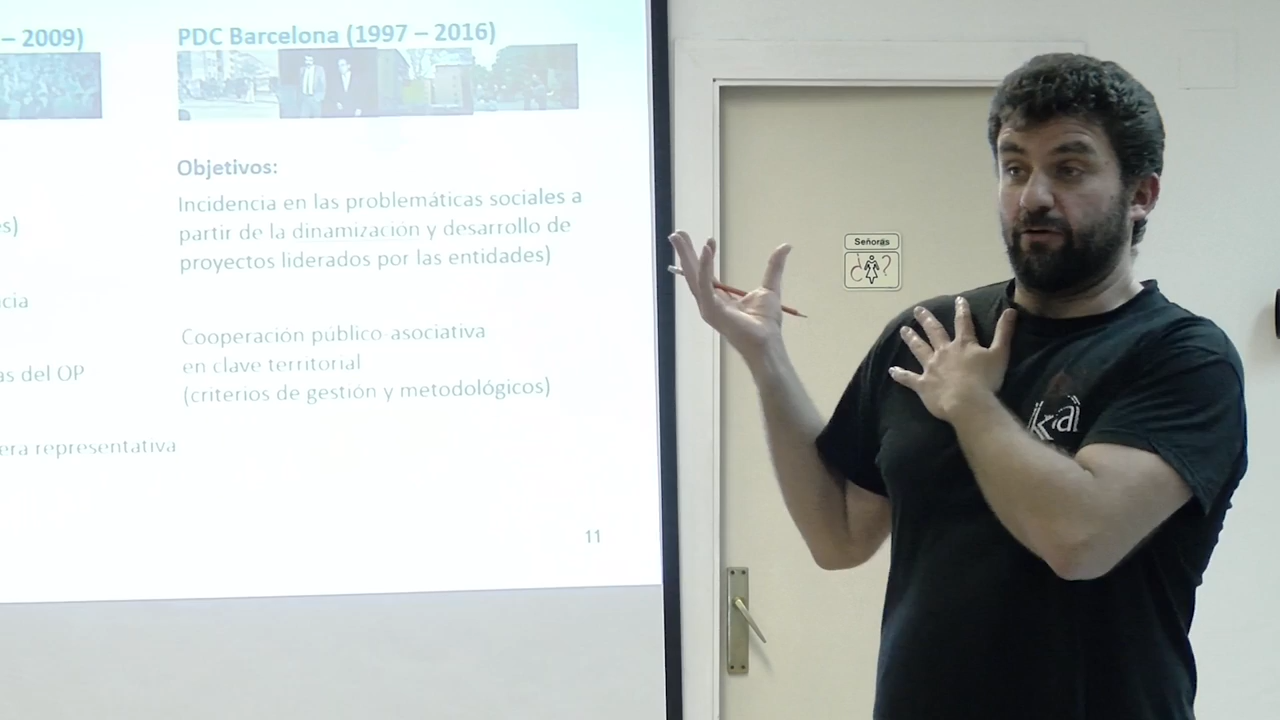 – 2009)
PDC Barcelona (1997 – 2016)
Objetivos:
Incidencia en las problemáticas sociales a
partir de la dinamización y desarrollo de
proyectos liderados por las entidades)
Cooperación público-asociativa
en clave territorial
(criterios de gestión y metodológicos)
s)
cia
as del OP
era representativa
11
Señoras
¿?
kai